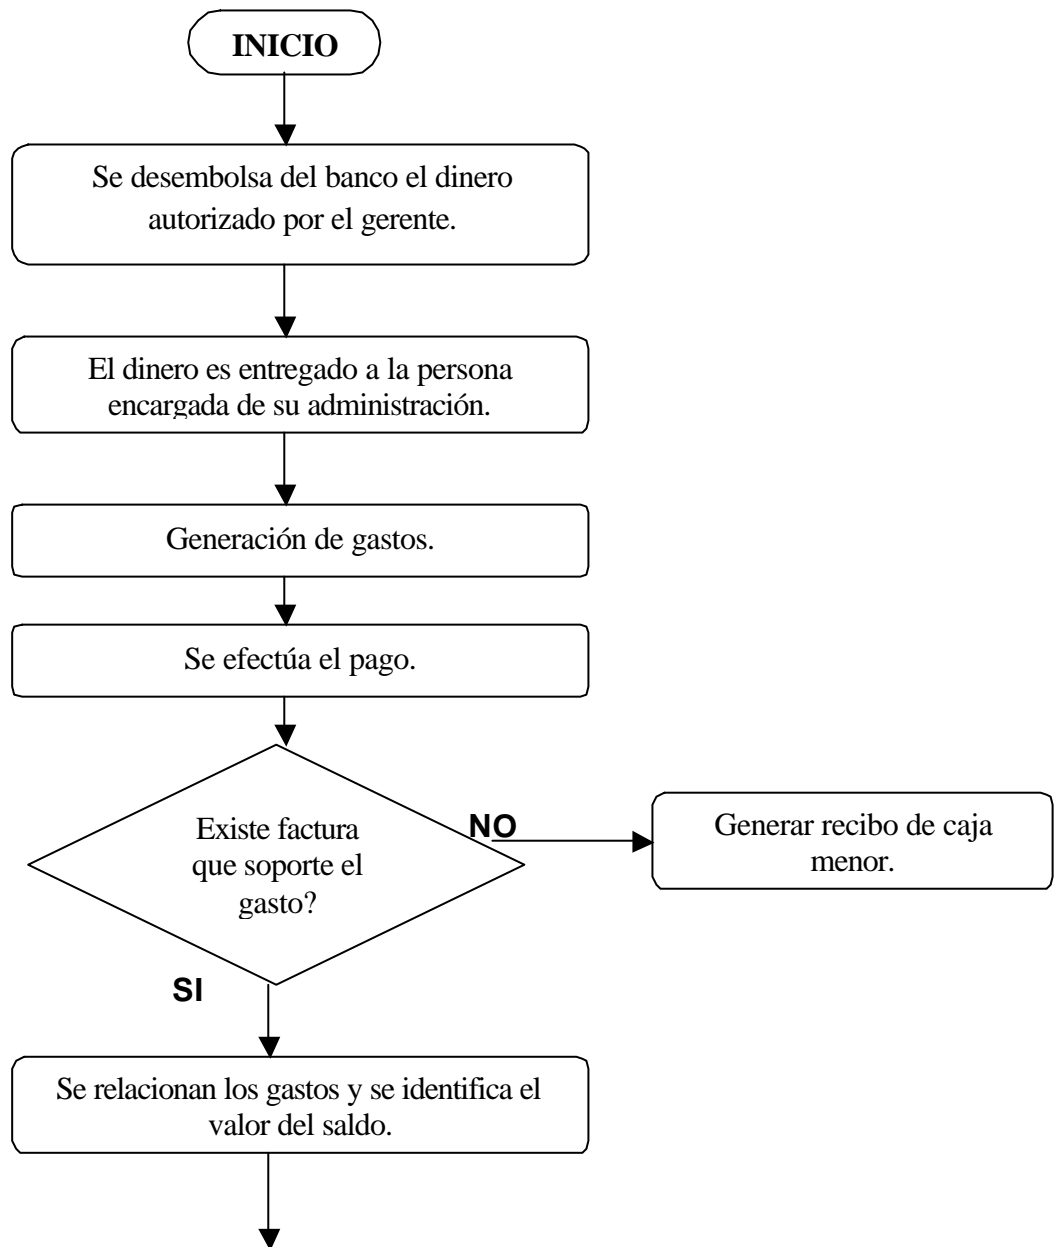 INICIO
Se desembolsa del banco el dinero
autorizado por el gerente.
El dinero es entregado a la persona
encargada de su administración.
Generación de gastos.
Se efectúa el pago.
Existe factura
que soporte el
gasto?
NO
Generar recibo de caja
menor.
SI
Se relacionan los gastos y se identifica el
valor del saldo.